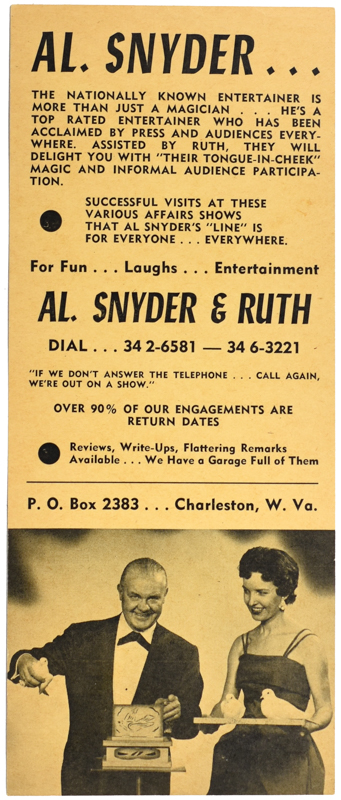 AL. SNYDER . . .
THE NATIONALLY KNOWN ENTERTAINER IS
MORE THAN JUST A MAGICIAN . . . HE'S A
TOP RATED ENTERTAINER WHO HAS BEEN
ACCLAIMED BY PRESS AND AUDIENCES EVERY-
WHERE. ASSISTED BY RUTH, THEY WILL
DELIGHT YOU WITH "THEIR TONGUE-IN-CHEEK"
MAGIC AND INFORMAL AUDIENCE PARTICIPA-
TION.
SUCCESSFUL VISITS AT THESE
VARIOUS AFFAIRS SHOWS
THAT AL SNYDER'S "LINE" IS
FOR EVERYONE . . . EVERYWHERE.
For Fun . . . Laughs . . . Entertainment
AL. SNYDER & RUTH
DIAL . . . 34 2-6581 — 34 6-3221
"IF WE DON'T ANSWER THE TELEPHONE . . . CALL AGAIN,
WE'RE OUT ON A SHOW."
OVER 90% OF OUR ENGAGEMENTS ARE
RETURN DATES
Reviews, Write-Ups, Flattering Remarks
Available . . . We Have a Garage Full of Them
P. O. Box 2383 . . . Charleston, W. Va.